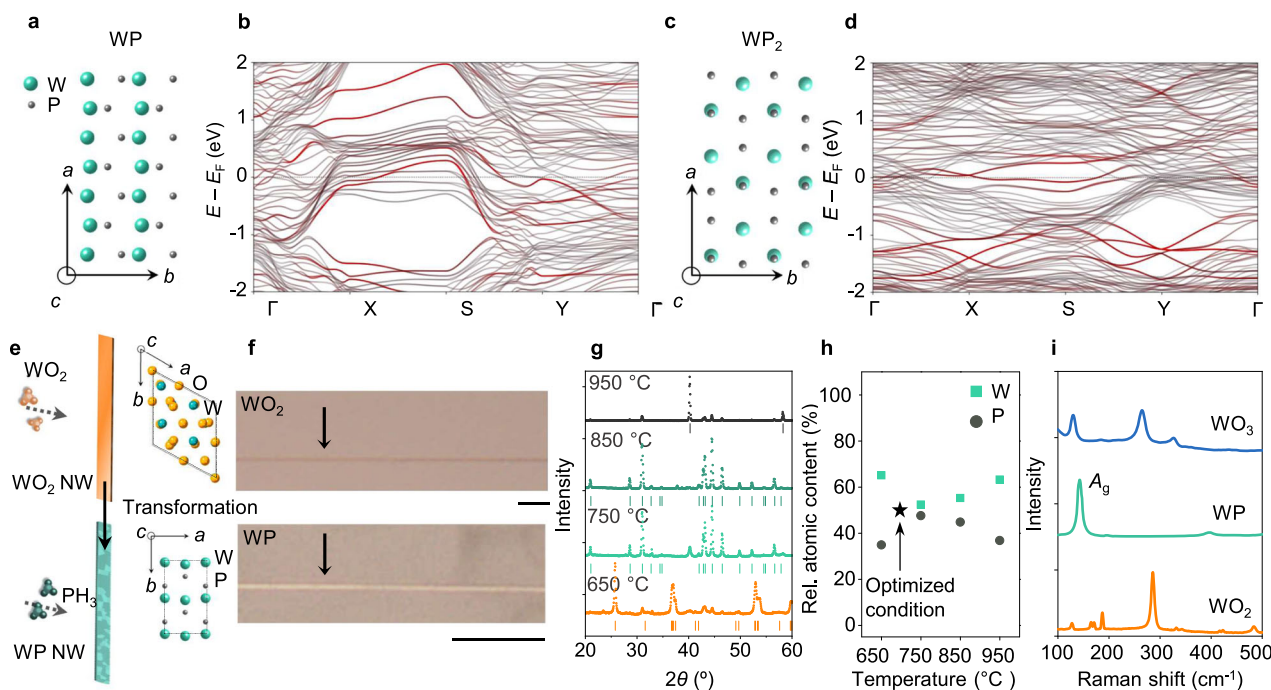 a
WP
W
P
a
b
c
b
E – E_F (eV)
2
1
0
-1
-2
Γ
X
S
Y
Γ
c
WP₂
a
b
c
d
E – E_F (eV)
2
1
0
-1
-2
Γ
X
S
Y
Γ
e
WO₂
WO₂ NW
c
a
b
O
W
Transformation
c
a
b
W
P
PH₃
WP NW
f
WO₂
WP
g
950 °C
850 °C
750 °C
650 °C
Intensity
20
30
40
50
60
2θ (º)
h
W
P
Rel. atomic content (%)
100
80
60
40
20
0
Optimized
condition
650
750
850
950
Temperature (°C)
i
WO₃
A_g
WP
WO₂
Intensity
100
200
300
400
500
Raman shift (cm⁻¹)